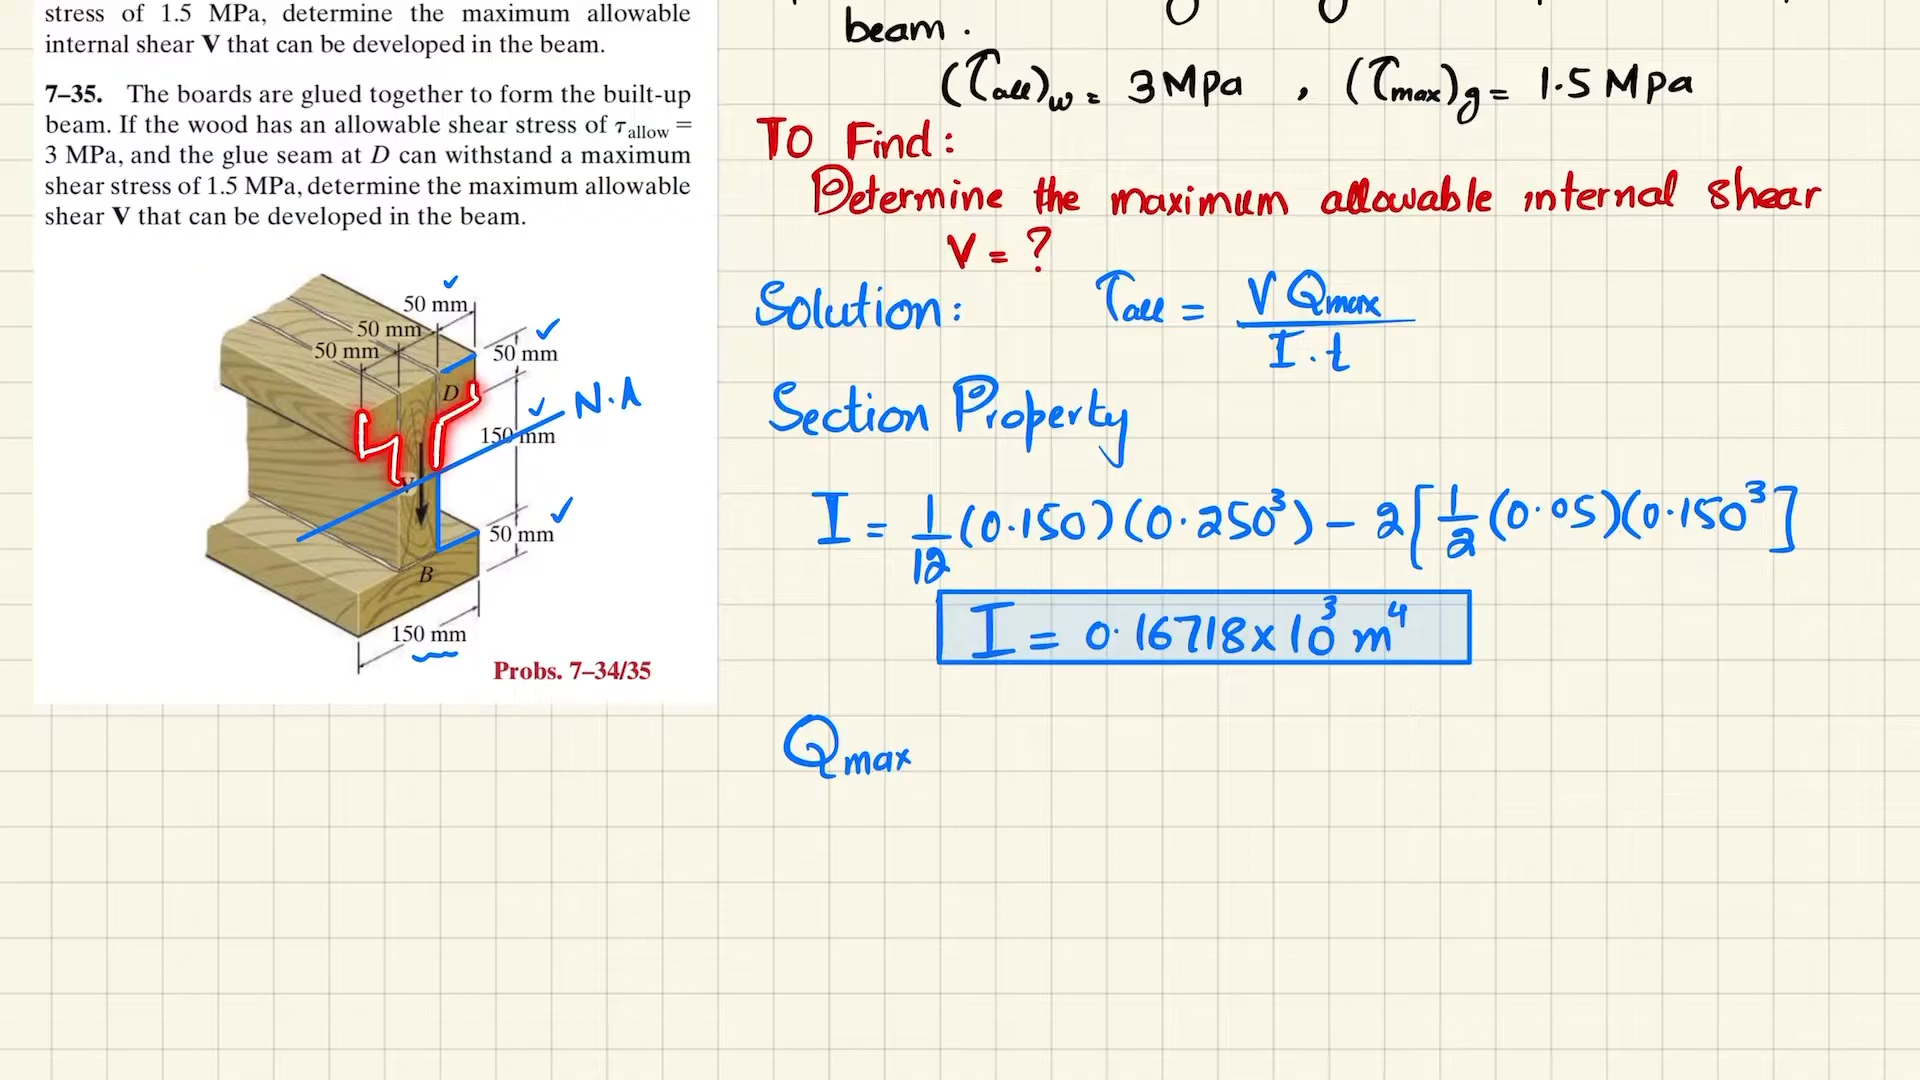 stress of 1.5 MPa, determine the maximum allowable
internal shear V that can be developed in the beam.
7–35. The boards are glued together to form the built-up
beam. If the wood has an allowable shear stress of τallow =
3 MPa, and the glue seam at D can withstand a maximum
shear stress of 1.5 MPa, determine the maximum allowable
shear V that can be developed in the beam.
50 mm
50 mm
50 mm
50 mm
D
N.A
150 mm
V
50 mm
B
150 mm
Probs. 7–34/35
beam.
(τall)w = 3 MPa , (τmax)g = 1.5 MPa
To Find:
Determine the maximum allowable internal shear
V = ?
Solution: τall = V Qmax / I . t
Section Property
I = 1/12 (0.150)(0.250³) – 2[1/2 (0.05)(0.150³]
I = 0.16718x10³ m⁴
Qmax